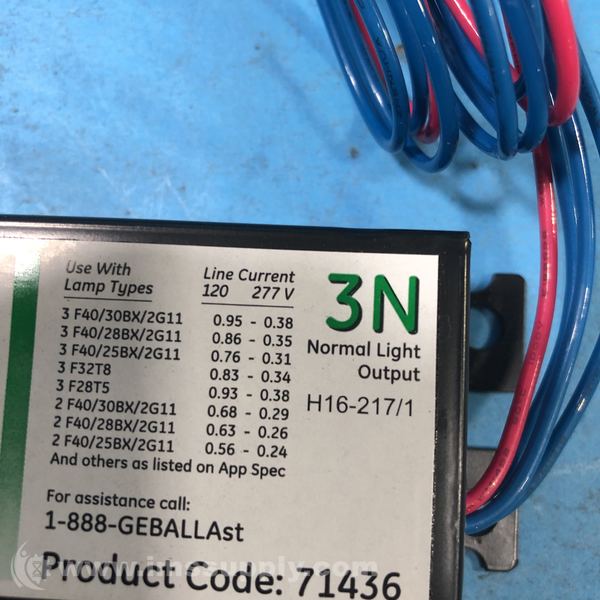 Use With Line Current
Lamp Types 120 277 V
3 F40/30BX/2G11 0.95 - 0.38
3 F40/28BX/2G11 0.86 - 0.35
3 F40/25BX/2G11 0.76 - 0.31
3 F32T8 0.83 - 0.34
3 F28T5 0.93 - 0.38
2 F40/30BX/2G11 0.68 - 0.29
2 F40/28BX/2G11 0.63 - 0.26
2 F40/25BX/2G11 0.56 - 0.24
And others as listed on App Spec
3N
Normal Light
Output
H16-217/1
For assistance call:
1-888-GEBALLAst
Product Code: 71436
www.imssupply.com